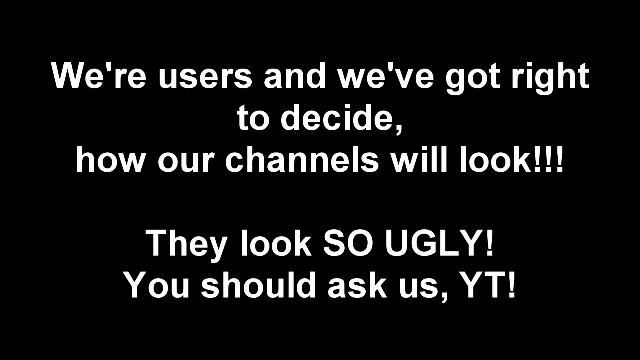 We're users and we've got right
to decide,
how our channels will look!!!
They look SO UGLY!
You should ask us, YT!